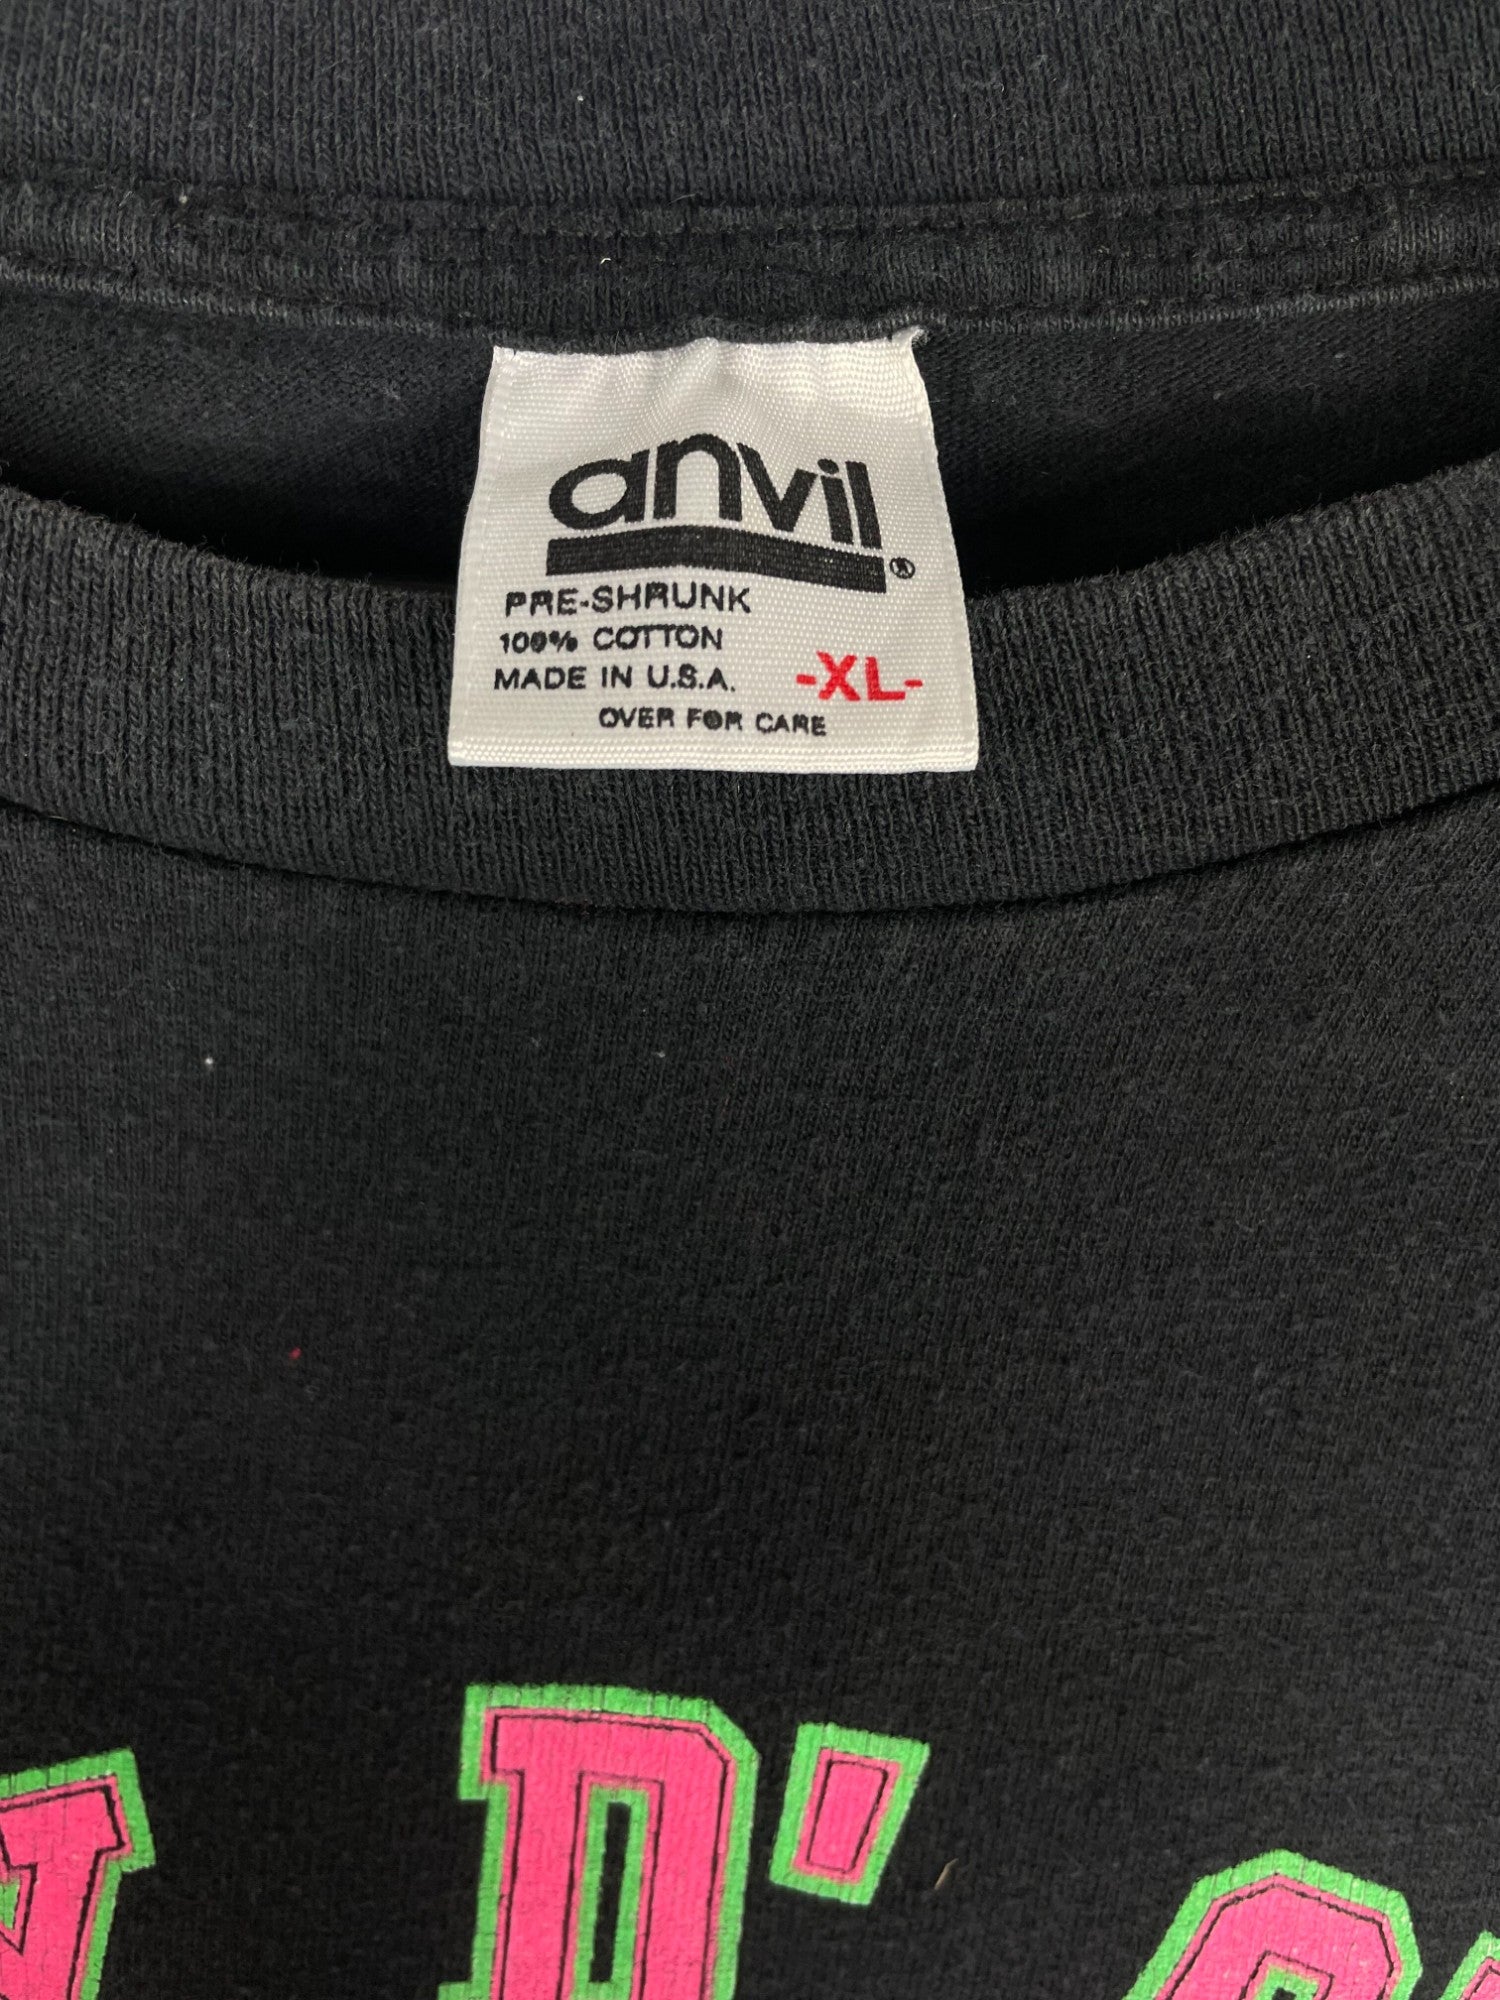 anvil®
PRE-SHRUNK
100% COTTON
MADE IN U.S.A. -XL-
OVER FOR CARE
D'